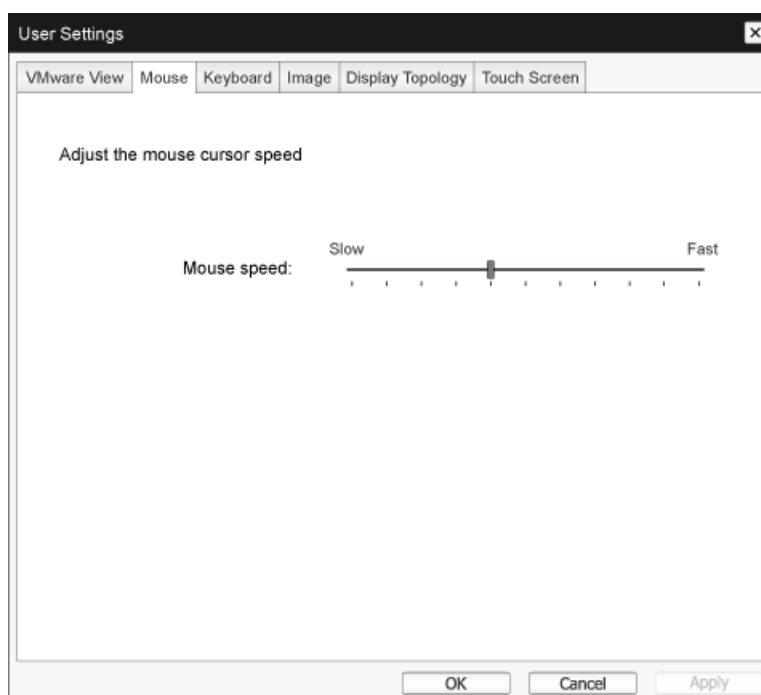 User Settings
VMware View Mouse Keyboard Image Display Topology Touch Screen
Adjust the mouse cursor speed
Slow Fast
Mouse speed:
OK Cancel Apply